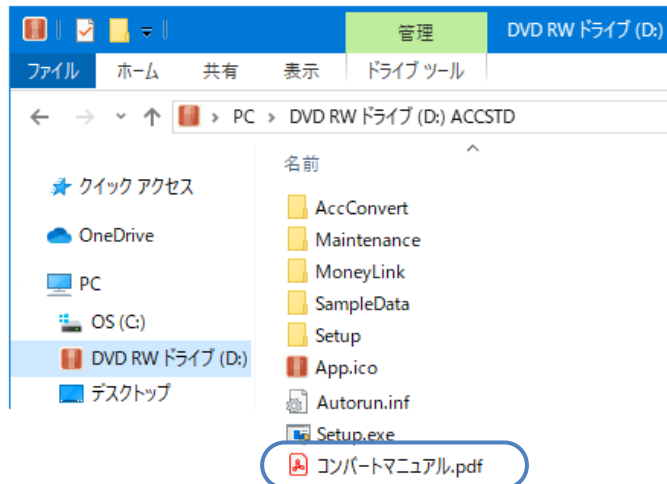 管理
DVD RW ドライブ (D:)
ファイル ホーム 共有 表示 ドライブ ツール
PC > DVD RW ドライブ (D:) ACCSTD
名前
クイック アクセス
OneDrive
PC
OS (C:)
DVD RW ドライブ (D:)
デスクトップ
AccConvert
Maintenance
MoneyLink
SampleData
Setup
App.ico
Autorun.inf
Setup.exe
コンバートマニュアル.pdf